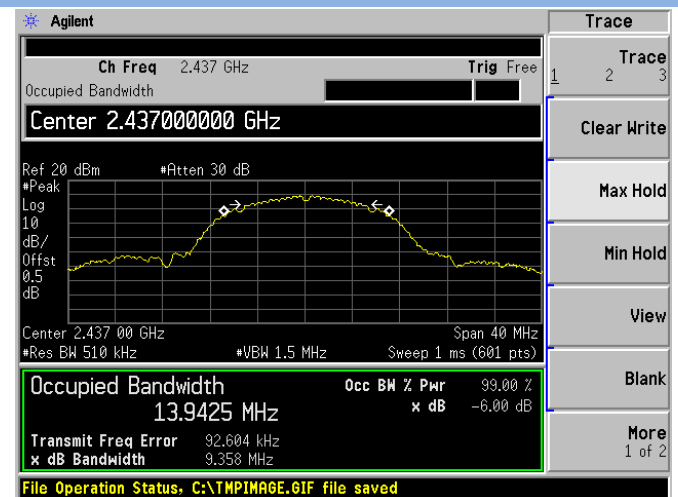 Agilent
Trace
Ch Freq 2.437 GHz Trig Free
Occupied Bandwidth
Center 2.437000000 GHz
Ref 20 dBm #Atten 30 dB
#Peak
Log
10
dB/
Offst
0.5
dB
Center 2.437 00 GHz Span 40 MHz
#Res BW 510 kHz #VBW 1.5 MHz Sweep 1 ms (601 pts)
Occupied Bandwidth
13.9425 MHz
Occ BW % Pwr 99.00 %
x dB -6.00 dB
Transmit Freq Error 92.604 kHz
x dB Bandwidth 9.358 MHz
File Operation Status, C:\TMPIMAGE.GIF file saved
Trace
1 2 3
Clear Write
Max Hold
Min Hold
View
Blank
More
1 of 2